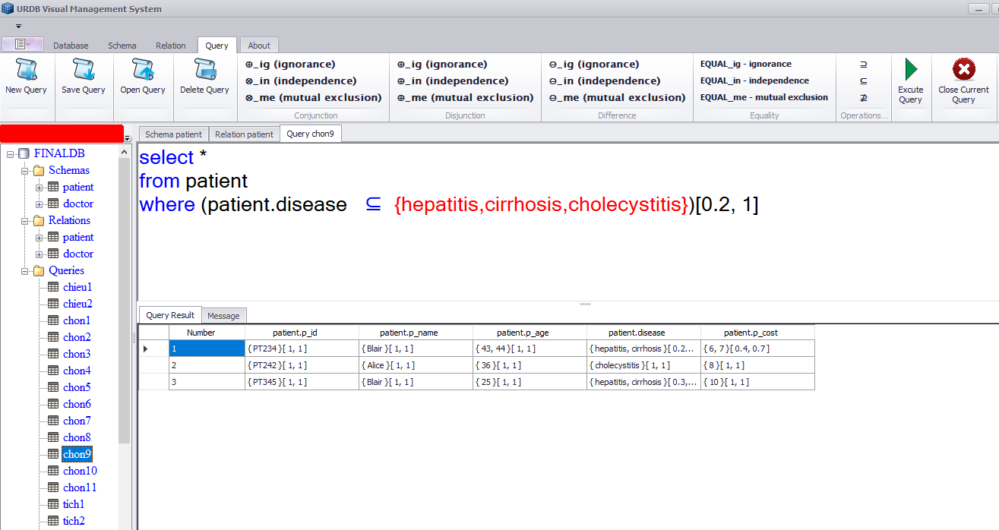 URDB Visual Management System
Database Schema Relation Query About
New Query Save Query Open Query Delete Query
⊕_ig (ignorance)
⊗_in (independence)
⊗_me (mutual exclusion)
Conjunction
⊕_ig (ignorance)
⊕_in (independence)
⊕_me (mutual exclusion)
Disjunction
⊖_ig (ignorance)
⊖_in (independence)
⊖_me (mutual exclusion)
Difference
EQUAL_ig - ignorance
EQUAL_in - independence
EQUAL_me - mutual exclusion
Equality
⊇
⊆
⊉
Operations...
Excute
Query
Close Current
Query
FINALDB
Schemas
patient
doctor
Relations
patient
doctor
Queries
chieu1
chieu2
chon1
chon2
chon3
chon4
chon5
chon6
chon7
chon8
chon9
chon10
chon11
tich1
tich2
Schema patient Relation patient Query chon9
select *
from patient
where (patient.disease ⊆ {hepatitis,cirrhosis,cholecystitis})[0.2, 1]
Query Result Message
Number patient.p_id patient.p_name patient.p_age patient.disease patient.p_cost
1 { PT234 }[ 1, 1 ] { Blair }[ 1, 1 ] { 43, 44 }[ 1, 1 ] { hepatitis, cirrhosis }[ 0.2... { 6, 7 }[ 0.4, 0.7 ]
2 { PT242 }[ 1, 1 ] { Alice }[ 1, 1 ] { 36 }[ 1, 1 ] { cholecystitis }[ 1, 1 ] { 8 }[ 1, 1 ]
3 { PT345 }[ 1, 1 ] { Blair }[ 1, 1 ] { 25 }[ 1, 1 ] { hepatitis, cirrhosis }[ 0.3,... { 10 }[ 1, 1 ]